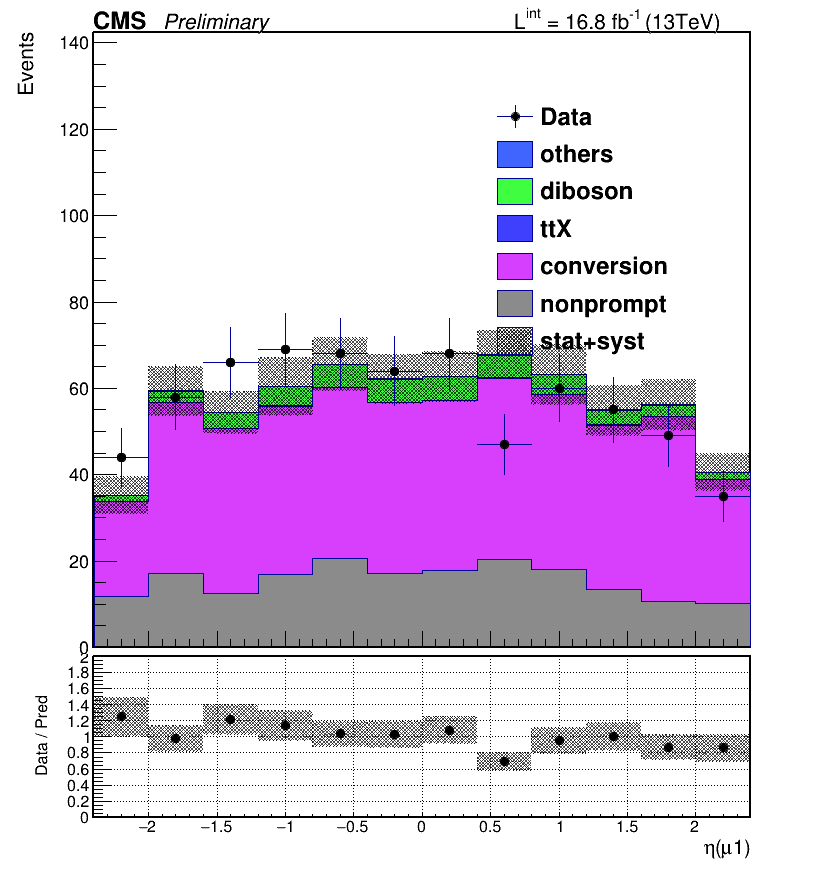 CMS Preliminary L^int = 16.8 fb^-1 (13TeV)
Events
140
120
100
80
60
40
20
0
Data
others
diboson
ttX
conversion
nonprompt
stat+syst
Data / Pred
2
1.8
1.6
1.4
1.2
1
0.8
0.6
0.4
0.2
0
−2 −1.5 −1 −0.5 0 0.5 1 1.5 2
η(μ1)